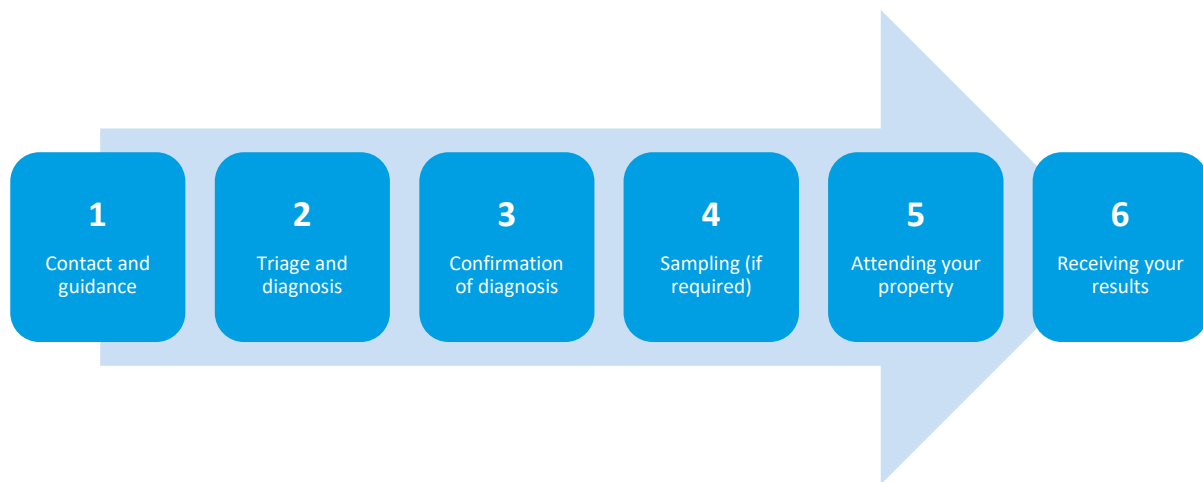 1
Contact and
guidance
2
Triage and
diagnosis
3
Confirmation
of diagnosis
4
Sampling (if
required)
5
Attending your
property
6
Receiving your
results